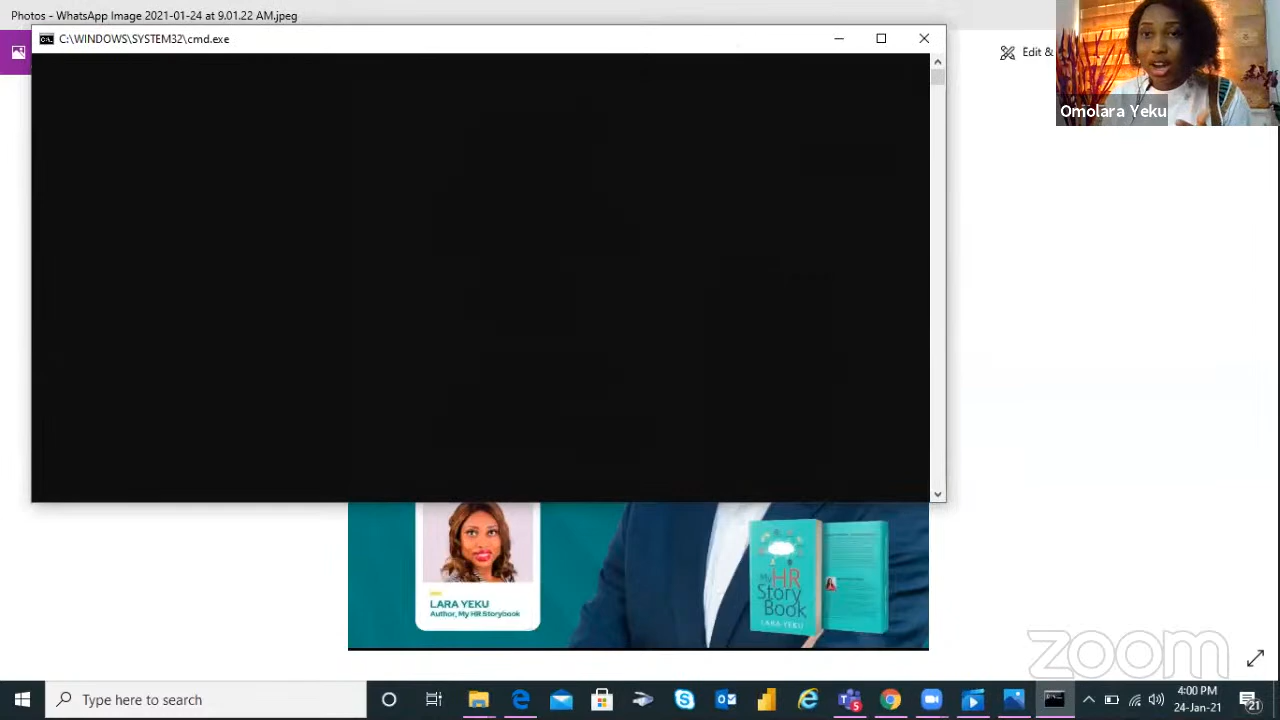 Photos - WhatsApp Image 2021-01-24 at 9.01.22 AM.jpeg
C:\WINDOWS\SYSTEM32\cmd.exe
Edit &
Omolara Yeku
LARA YEKU
Author, My HR Storybook
My
HR
Story
Book
LARA YEKU
zoom
Type here to search
5
4:00 PM
24-Jan-21
21